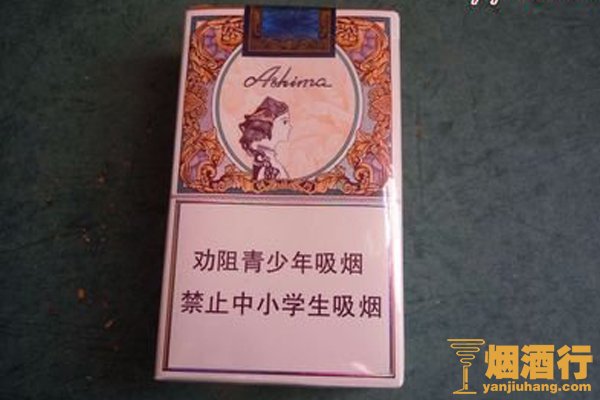 Ashima
劝阻青少年吸烟
禁止中小学生吸烟
烟酒行
yanjiuhang.com